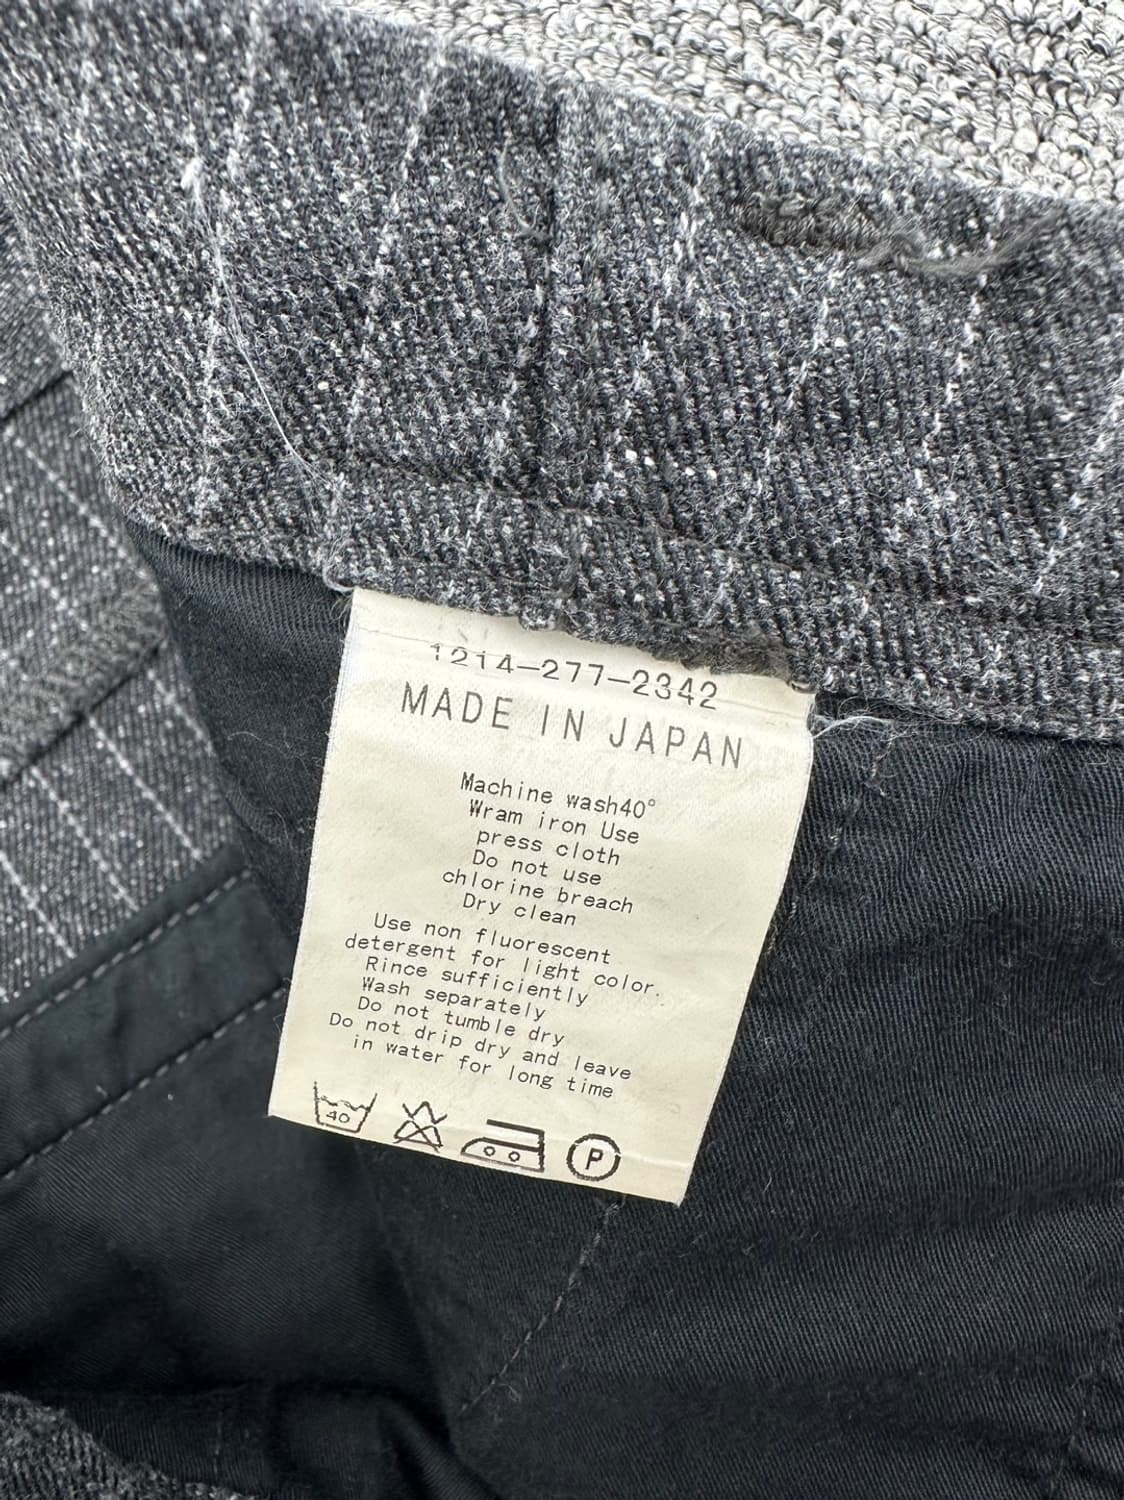 1214-277-2342
MADE IN JAPAN
Machine wash40°
Wram iron Use
press cloth
Do not use
chlorine breach
Dry clean
Use non fluorescent
detergent for light color.
Rince sufficiently
Wash separately
Do not tumble dry
Do not drip dry and leave
in water for long time
40 P